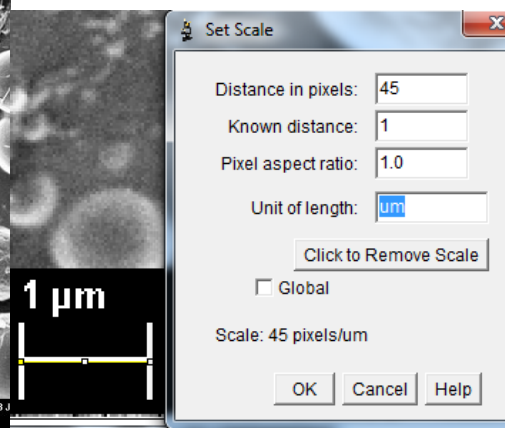 Set Scale
X
Distance in pixels: 45
Known distance: 1
Pixel aspect ratio: 1.0
Unit of length: um
Click to Remove Scale
Global
Scale: 45 pixels/um
OK Cancel Help
1 µm